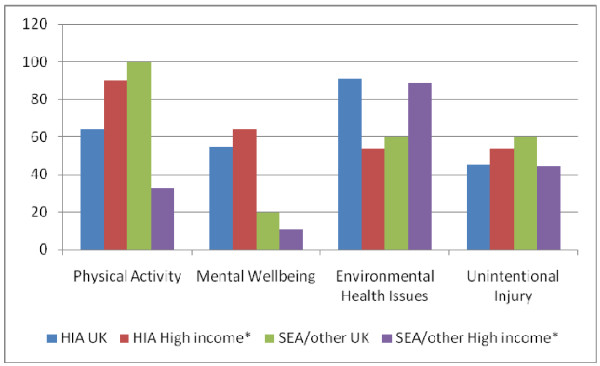 120
100
80
60
40
20
0
Physical Activity Mental Wellbeing Environmental Unintentional
Health Issues Injury
HIA UK HIA High income* SEA/other UK SEA/other High income*